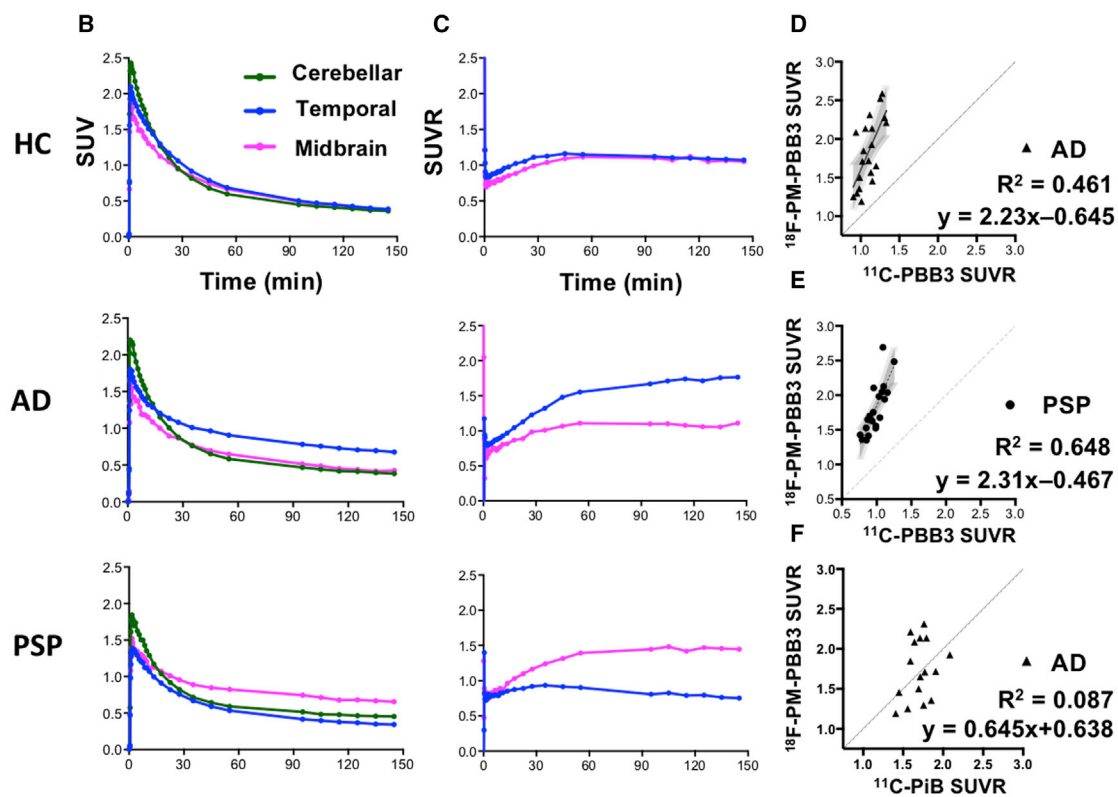 B
C
D
HC
SUV
2.5
2.0
1.5
1.0
0.5
0.0
Cerebellar
Temporal
Midbrain
0 30 60 90 120 150
Time (min)
SUVR
2.5
2.0
1.5
1.0
0.5
0.0
0 30 60 90 120 150
Time (min)
¹⁸F-PM-PBB3 SUVR
3.0
2.5
2.0
1.5
1.0
AD
R² = 0.461
y = 2.23x–0.645
1.0 1.5 2.0 2.5 3.0
¹¹C-PBB3 SUVR
E
AD
2.5
2.0
1.5
1.0
0.5
0.0
0 30 60 90 120 150
2.5
2.0
1.5
1.0
0.5
0.0
0 30 60 90 120 150
¹⁸F-PM-PBB3 SUVR
3.0
2.5
2.0
1.5
1.0
0.5
PSP
R² = 0.648
y = 2.31x–0.467
0.5 1.0 1.5 2.0 2.5 3.0
¹¹C-PBB3 SUVR
F
PSP
2.5
2.0
1.5
1.0
0.5
0.0
0 30 60 90 120 150
2.5
2.0
1.5
1.0
0.5
0.0
0 30 60 90 120 150
¹⁸F-PM-PBB3 SUVR
3.0
2.5
2.0
1.5
1.0
AD
R² = 0.087
y = 0.645x+0.638
1.0 1.5 2.0 2.5 3.0
¹¹C-PiB SUVR